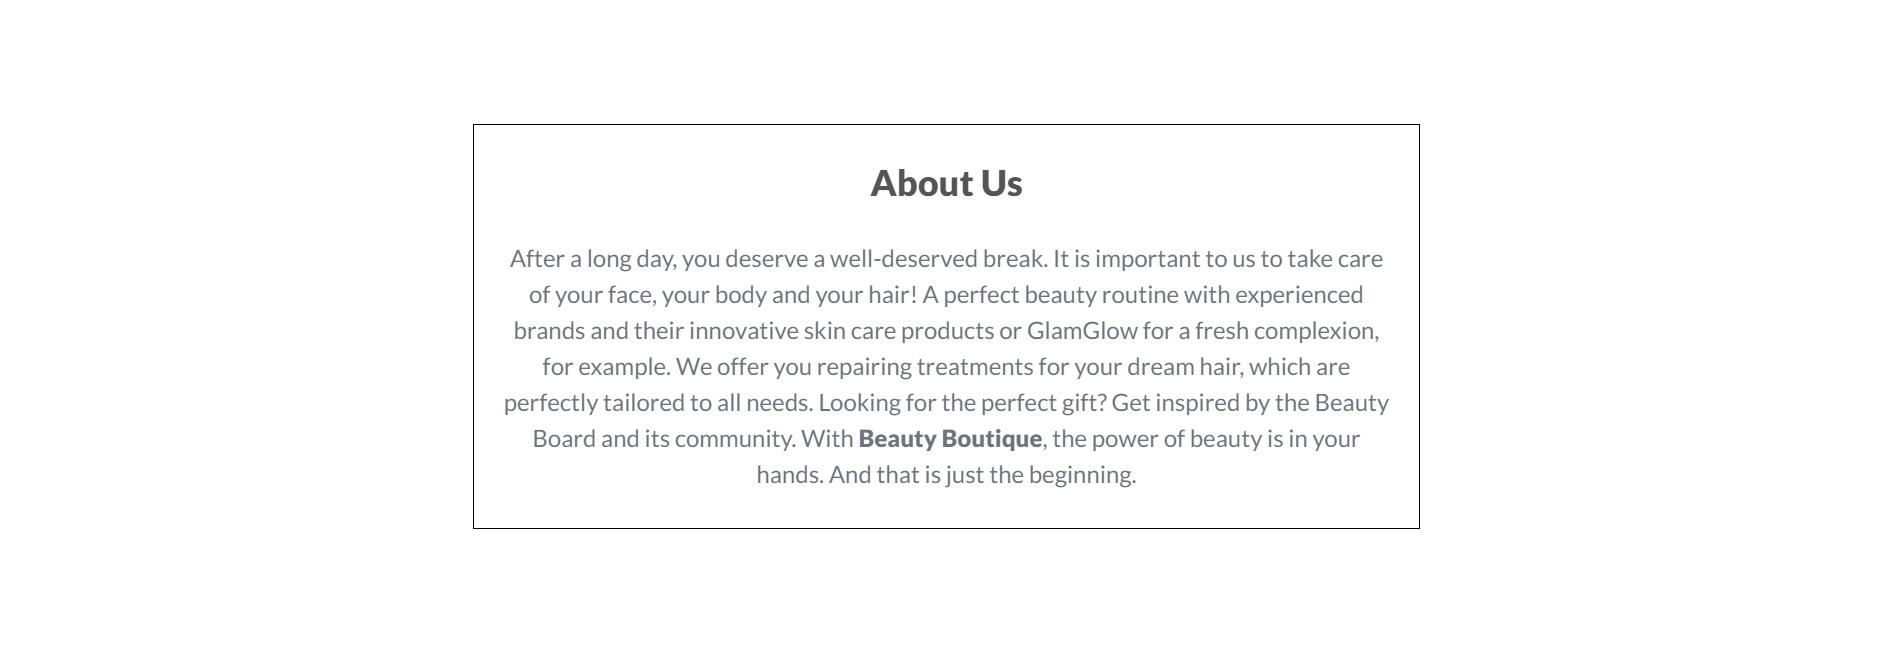 About Us
After a long day, you deserve a well-deserved break. It is important to us to take care
of your face, your body and your hair! A perfect beauty routine with experienced
brands and their innovative skin care products or GlamGlow for a fresh complexion,
for example. We offer you repairing treatments for your dream hair, which are
perfectly tailored to all needs. Looking for the perfect gift? Get inspired by the Beauty
Board and its community. With Beauty Boutique, the power of beauty is in your
hands. And that is just the beginning.